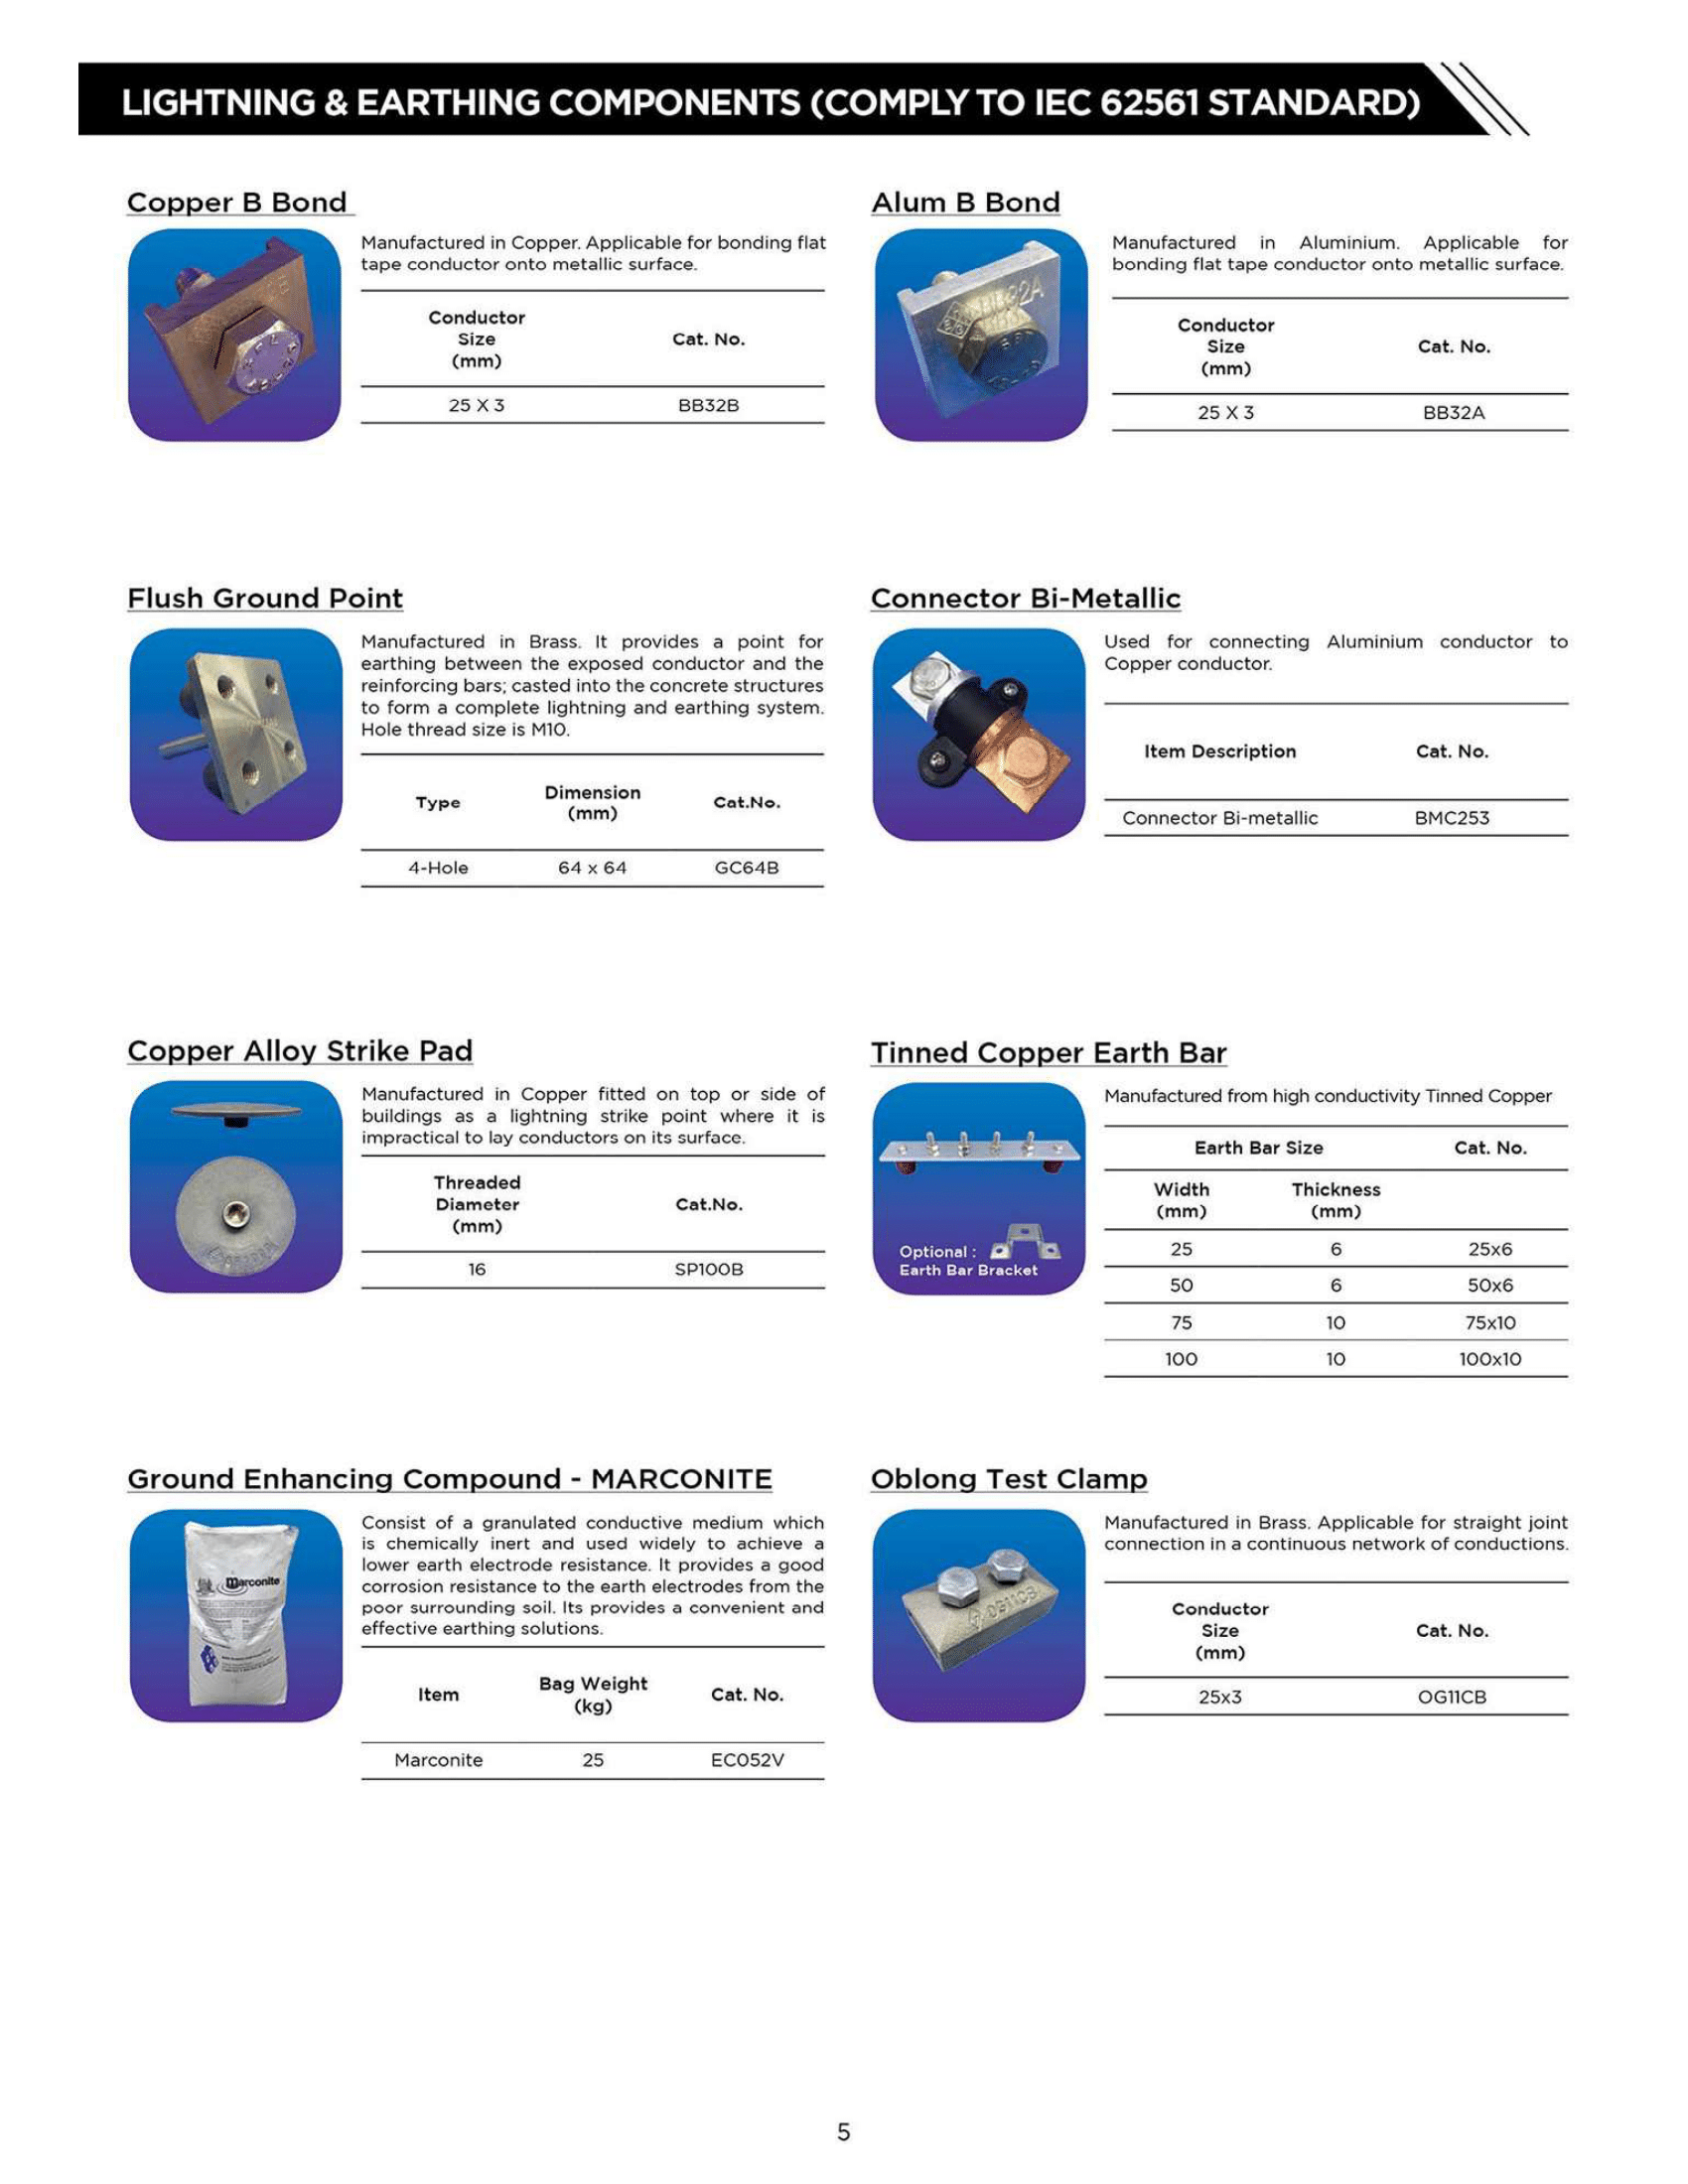 LIGHTNING & EARTHING COMPONENTS (COMPLY TO IEC 62561 STANDARD)
Copper B Bond
Manufactured in Copper. Applicable for bonding flat
tape conductor onto metallic surface.
Conductor
Size
(mm)
Cat. No.
25 X 3 BB32B
Alum B Bond
BB32A
Manufactured in Aluminium. Applicable for
bonding flat tape conductor onto metallic surface.
Conductor
Size
(mm)
Cat. No.
25 X 3 BB32A
Flush Ground Point
Manufactured in Brass. It provides a point for
earthing between the exposed conductor and the
reinforcing bars; casted into the concrete structures
to form a complete lightning and earthing system.
Hole thread size is M10.
Type
Dimension
(mm)
Cat.No.
4-Hole 64 x 64 GC64B
Connector Bi-Metallic
Used for connecting Aluminium conductor to
Copper conductor.
Item Description Cat. No.
Connector Bi-metallic BMC253
Copper Alloy Strike Pad
Manufactured in Copper fitted on top or side of
buildings as a lightning strike point where it is
impractical to lay conductors on its surface.
Threaded
Diameter
(mm)
Cat.No.
16 SP100B
Tinned Copper Earth Bar
Optional :
Earth Bar Bracket
Manufactured from high conductivity Tinned Copper
Earth Bar Size Cat. No.
Width
(mm)
Thickness
(mm)
25 6 25x6
50 6 50x6
75 10 75x10
100 10 100x10
Ground Enhancing Compound - MARCONITE
marconite
Consist of a granulated conductive medium which
is chemically inert and used widely to achieve a
lower earth electrode resistance. It provides a good
corrosion resistance to the earth electrodes from the
poor surrounding soil. Its provides a convenient and
effective earthing solutions.
Item
Bag Weight
(kg)
Cat. No.
Marconite 25 EC052V
Oblong Test Clamp
Manufactured in Brass. Applicable for straight joint
connection in a continuous network of conductions.
Conductor
Size
(mm)
Cat. No.
25x3 OG11CB
5